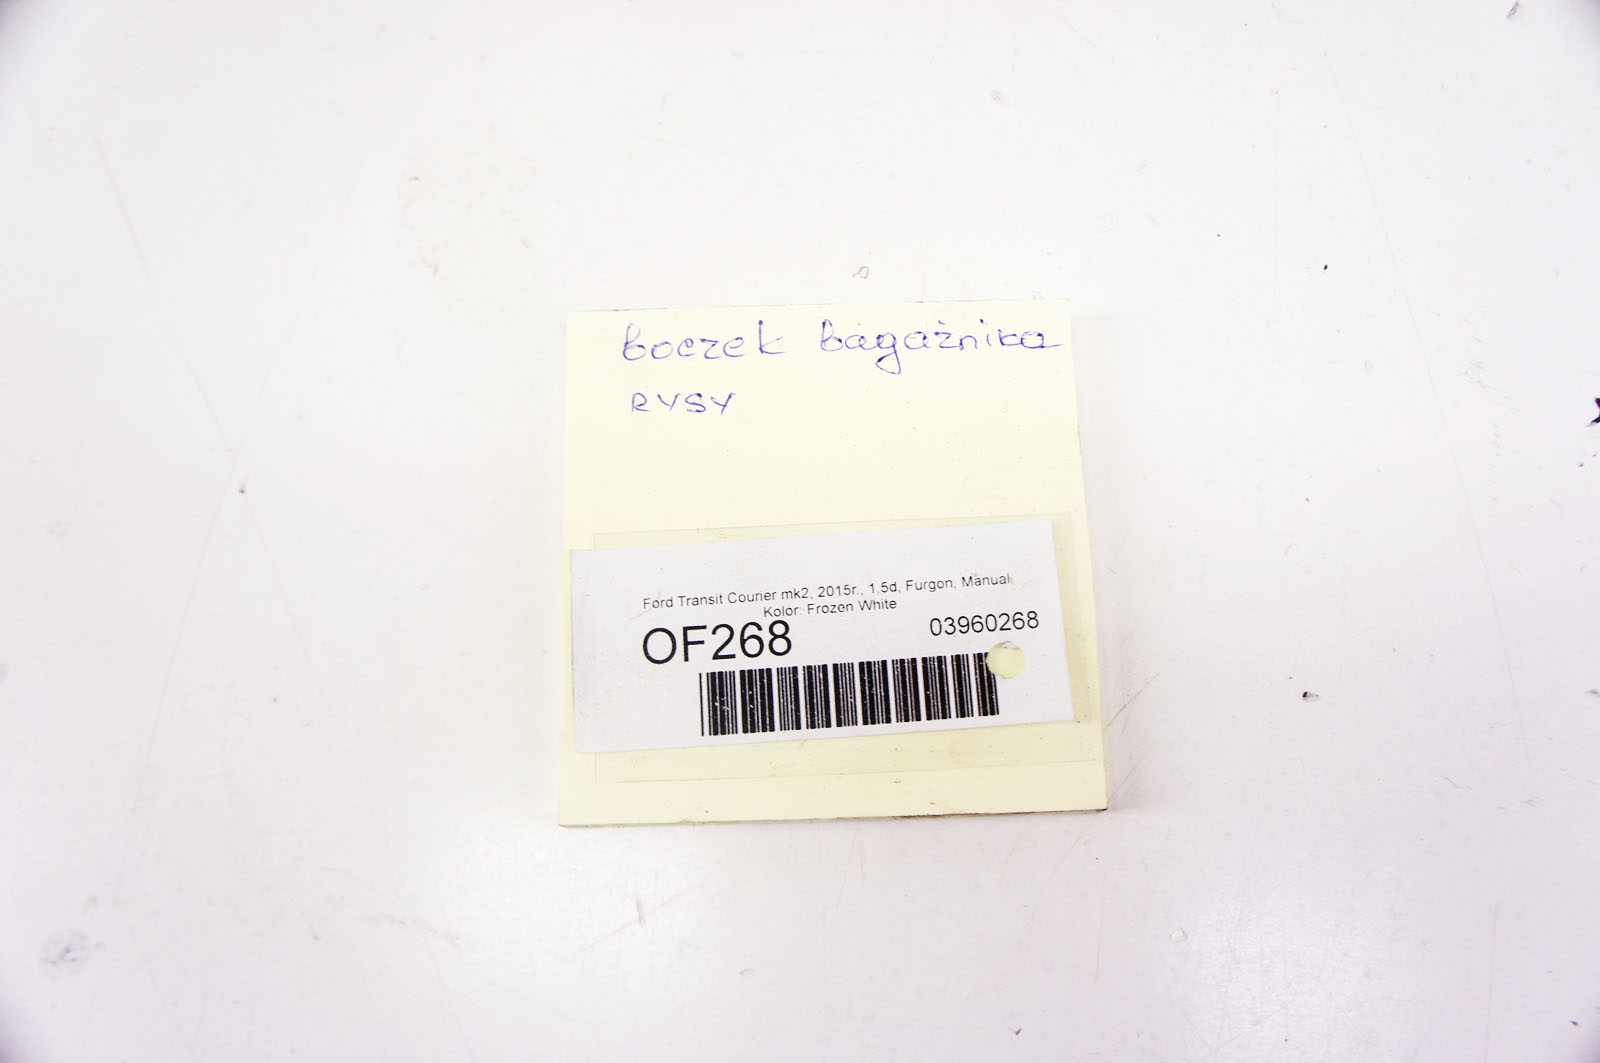 boczek bagażnika
RYSY
Ford Transit Courier mk2, 2015r., 1.5d, Furgon, Manual,
Kolor: Frozen White
OF268
03960268